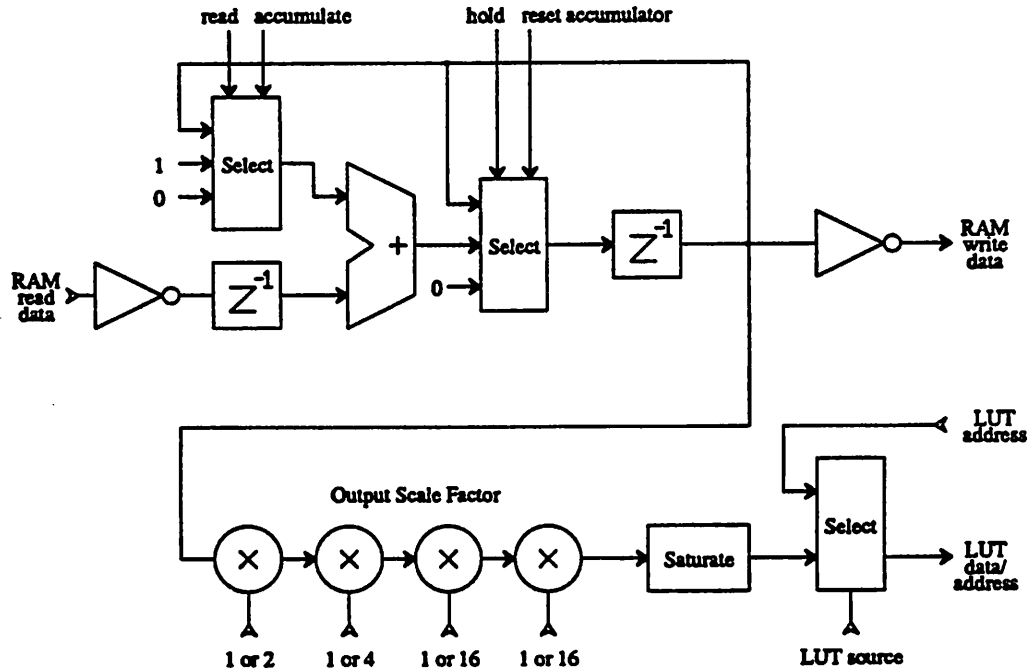 read accumulate
hold reset accumulator
1
0
Select
+
Select
0
Z⁻¹
RAM
write
data
RAM
read
data
Z⁻¹
LUT
address
Output Scale Factor
×
×
×
×
Saturate
Select
LUT
data/
address
1 or 2
1 or 4
1 or 16
1 or 16
LUT source